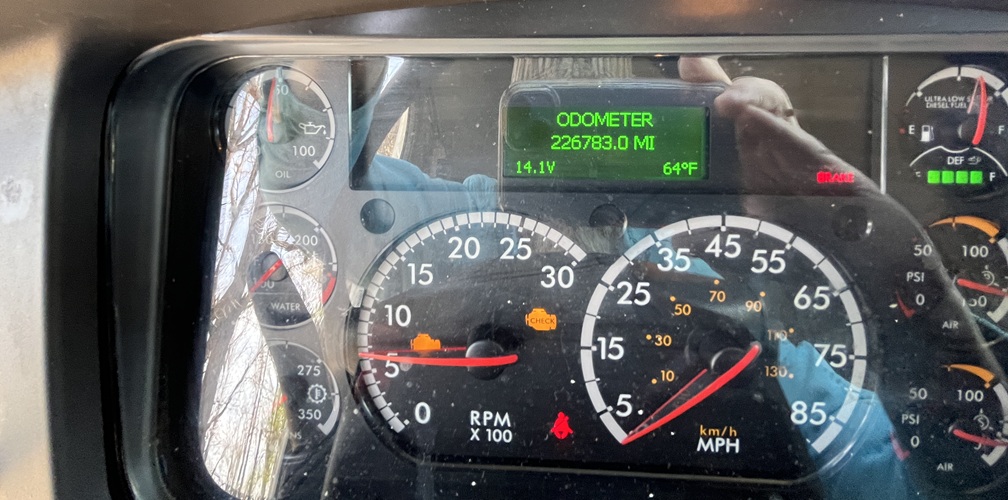 50
100
OIL
200
WATER
275
350
ODOMETER
226783.0 MI
14.1V
64°F
BRAKE
0
5
10
15
20
25
30
CHECK
RPM
X 100
5
15
25
35
45
55
65
75
85
10
30
50
70
90
110
130
km/h
MPH
ULTRA LOW
DIESEL FUEL
E
DEF
E
F
50
100
PSI
0
150
AIR
50
100
PSI
0
AIR